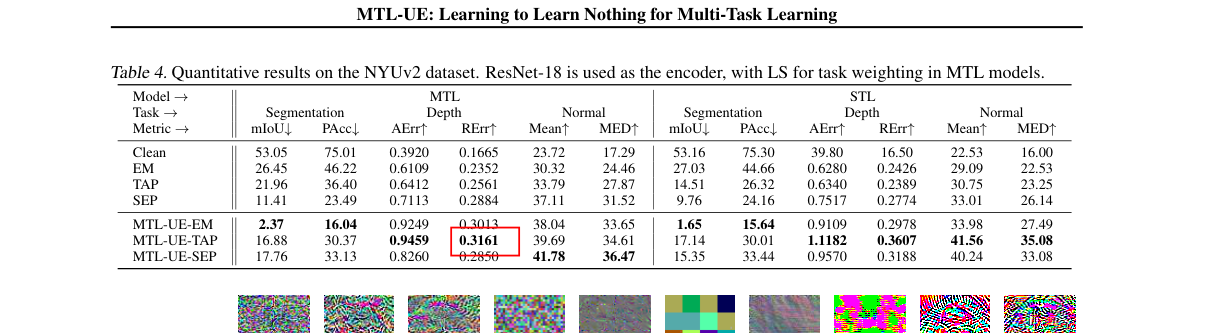 MTL-UE: Learning to Learn Nothing for Multi-Task Learning
Table 4. Quantitative results on the NYUv2 dataset. ResNet-18 is used as the encoder, with LS for task weighting in MTL models.
Model → MTL STL
Task → Segmentation Depth Normal Segmentation Depth Normal
Metric → mIoU↓ PAcc↓ AErr↑ RErr↑ Mean↑ MED↑ mIoU↓ PAcc↓ AErr↑ RErr↑ Mean↑ MED↑
Clean 53.05 75.01 0.3920 0.1665 23.72 17.29 53.16 75.30 39.80 16.50 22.53 16.00
EM 26.45 46.22 0.6109 0.2352 30.32 24.46 27.03 44.66 0.6280 0.2426 29.09 22.53
TAP 21.96 36.40 0.6412 0.2561 33.79 27.87 14.51 26.32 0.6340 0.2389 30.75 23.25
SEP 11.41 23.49 0.7113 0.2884 37.11 31.52 9.76 24.16 0.7517 0.2774 33.01 26.14
MTL-UE-EM 2.37 16.04 0.9249 0.3013 38.04 33.65 1.65 15.64 0.9109 0.2978 33.98 27.49
MTL-UE-TAP 16.88 30.37 0.9459 0.3161 39.69 34.61 17.14 30.01 1.1182 0.3607 41.56 35.08
MTL-UE-SEP 17.76 33.13 0.8260 0.2850 41.78 36.47 15.35 33.44 0.9570 0.3188 40.24 33.08